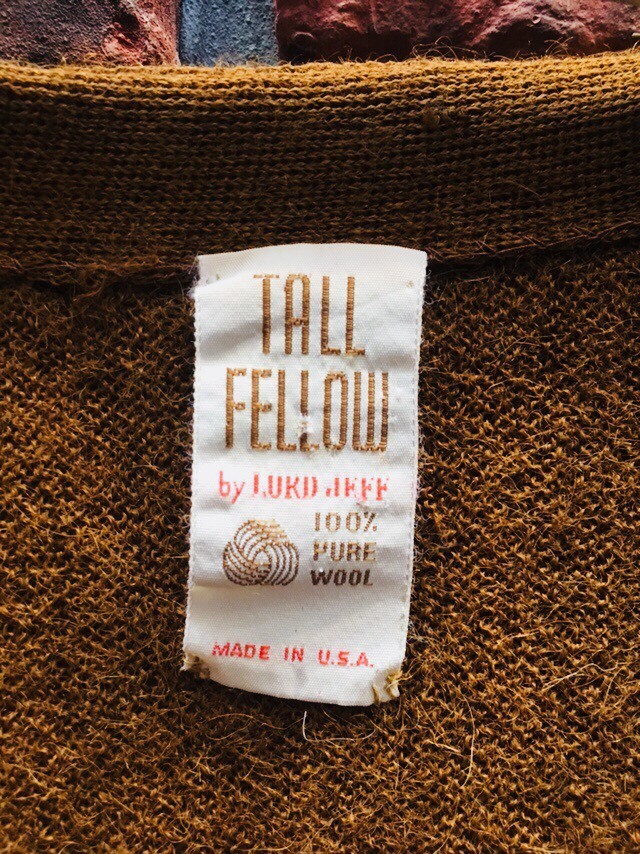 TALL
FELLOW
by LORD JEFF
100%
PURE
WOOL
MADE IN U.S.A.